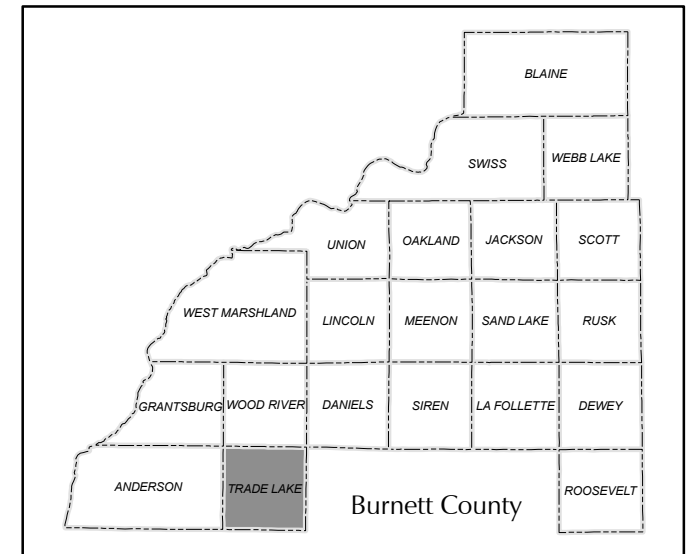 BLAINE
SWISS
WEBB LAKE
UNION
OAKLAND
JACKSON
SCOTT
WEST MARSHLAND
LINCOLN
MEENON
SAND LAKE
RUSK
GRANTSBURG
WOOD RIVER
DANIELS
SIREN
LA FOLLETTE
DEWEY
ANDERSON
TRADE LAKE
Burnett County
ROOSEVELT